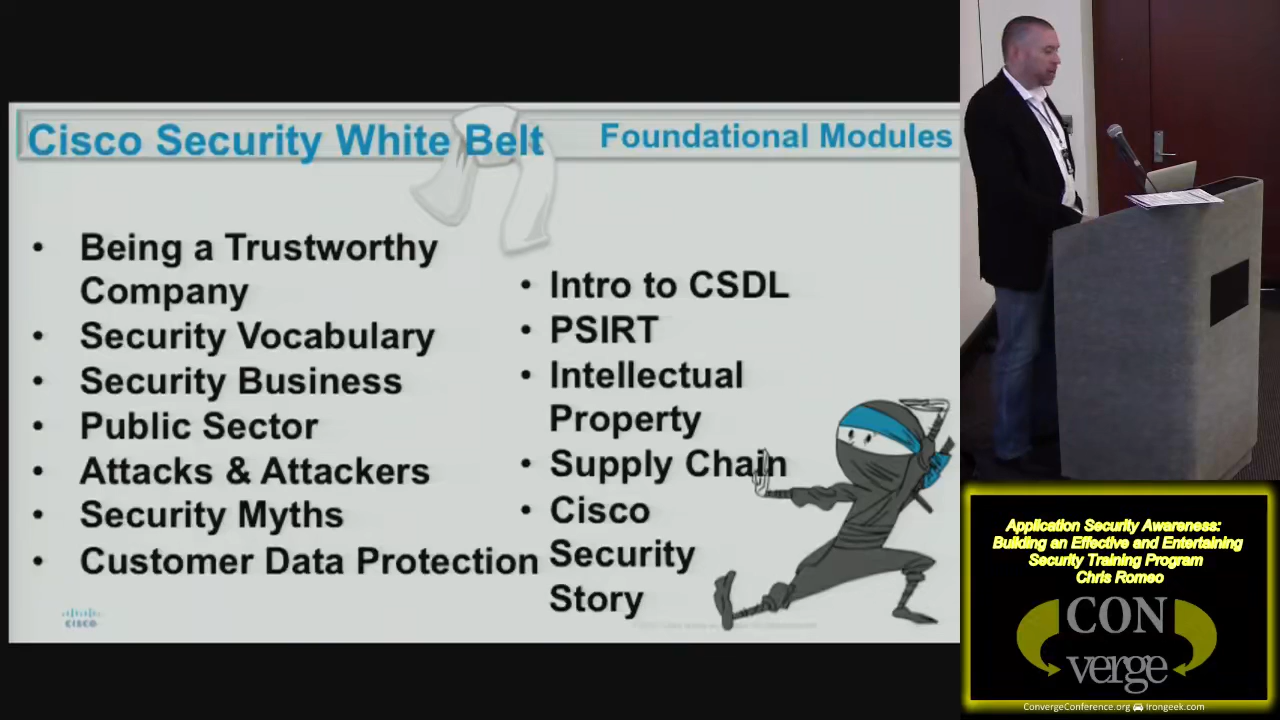 Cisco Security White Belt
Foundational Modules
• Being a Trustworthy
Company
• Security Vocabulary
• Security Business
• Public Sector
• Attacks & Attackers
• Security Myths
• Customer Data Protection
• Intro to CSDL
• PSIRT
• Intellectual
Property
• Supply Chain
• Cisco
Security
Story
CISCO
Application Security Awareness:
Building an Effective and Entertaining
Security Training Program
Chris Romeo
CON
verge
ConvergeConference.org Irongeek.com